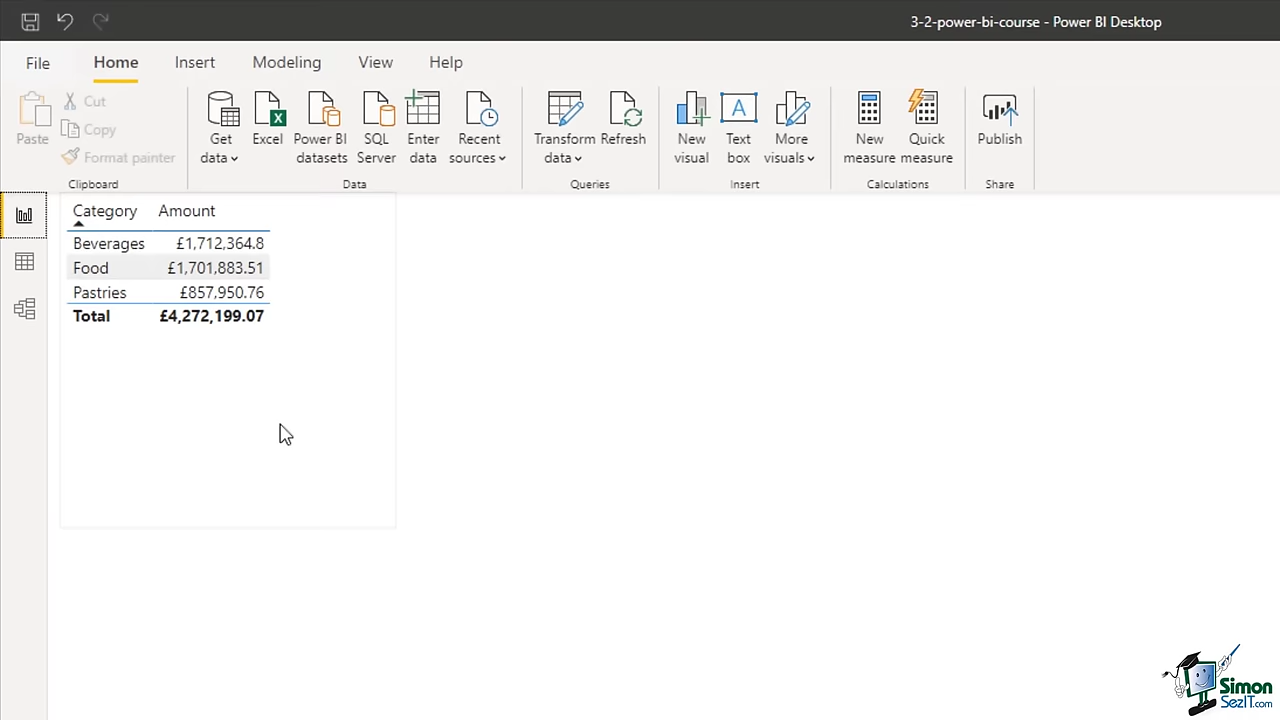 3-2-power-bi-course - Power BI Desktop
File Home Insert Modeling View Help
Paste
Cut
Copy
Format painter
Clipboard
Get data
Excel
Power BI datasets
SQL Server
Enter data
Recent sources
Data
Transform data
Refresh
Queries
New visual
Text box
More visuals
Insert
New measure
Quick measure
Calculations
Publish
Share
Category Amount
Beverages £1,712,364.8
Food £1,701,883.51
Pastries £857,950.76
Total £4,272,199.07
Simon
SezIT.com